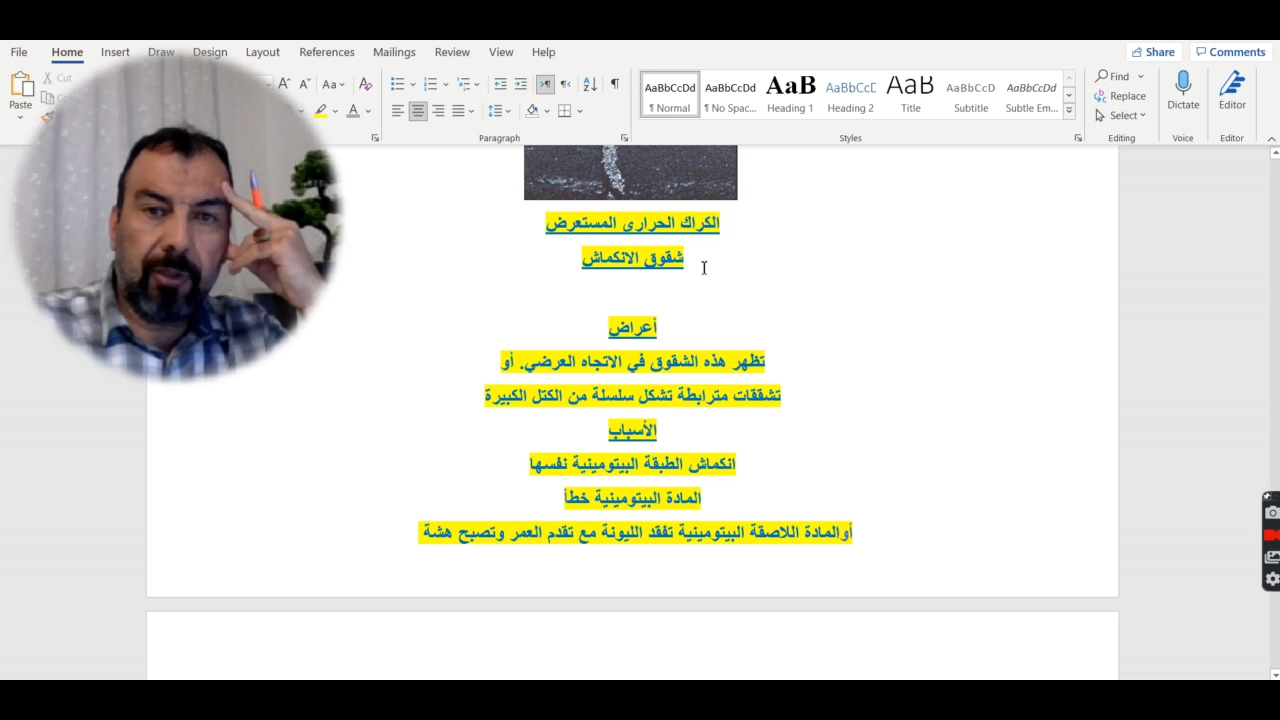 File Home Insert Draw Design Layout References Mailings Review View Help Share Comments
Cut
Paste
Aa
Find
Replace
Select
Dictate
Editor
AaBbCcDd AaBbCcDd AaB AaBbCcD AaB AaBbCcD AaBbCcDd
¶ Normal ¶ No Spac... Heading 1 Heading 2 Title Subtitle Subtle Em...
Paragraph Styles Editing Voice Editor
الكراك الحرارى المستعرض
شقوق الانكماش
أعراض
تظهر هذه الشقوق في الاتجاه العرضي. أو
تشققات مترابطة تشكل سلسلة من الكتل الكبيرة
الأسباب
انكماش الطبقة البيتومينية نفسها
المادة البيتومينية خطأ
أوالمادة اللاصقة البيتومينية تفقد الليونة مع تقدم العمر وتصبح هشة